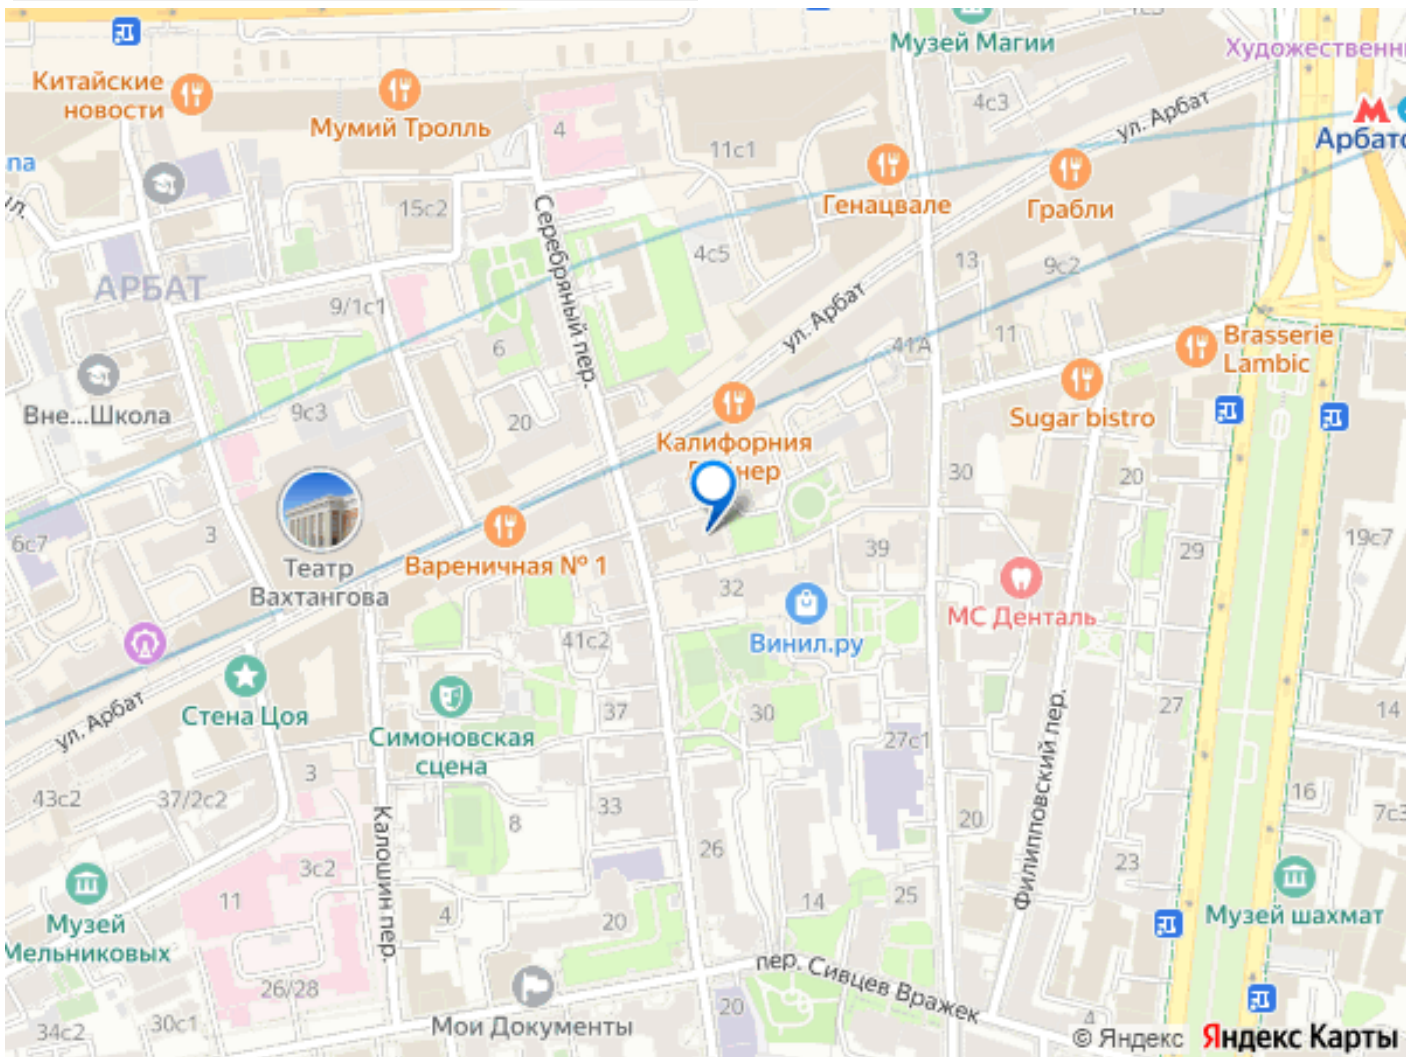 Музей Магии
Художественн
Китайские
новости
Мумий Тролль
4
4с3
ул. Арбат
Арбатс
11с1
па
15с2
Генацвале
Грабли
ул.
Серебряный пер.
4с5
13
9с2
АРБАТ
9/1с1
ул. Арбат
6
41А
11
Brasserie
Lambic
Вне...Школа
9с3
20
Калифорния
нер
Sugar bistro
30
20
6с7
3
Театр
Вахтангова
Вареничная № 1
39
29
19с7
32
МС Денталь
Винил.ру
41с2
ул. Арбат
Стена Цоя
Симоновская
сцена
37
30
27с1
27
14
Филипповский пер.
3
43с2
37/2с2
Калошин пер.
8
33
20
16
7с3
3с2
26
23
11
4
20
14
25
Музей
Мельниковых
Музей шахмат
пер. Сивцев Вражек
26/28
34с2
30с1
Мои Документы
20
4
© Яндекс Яндекс Карты